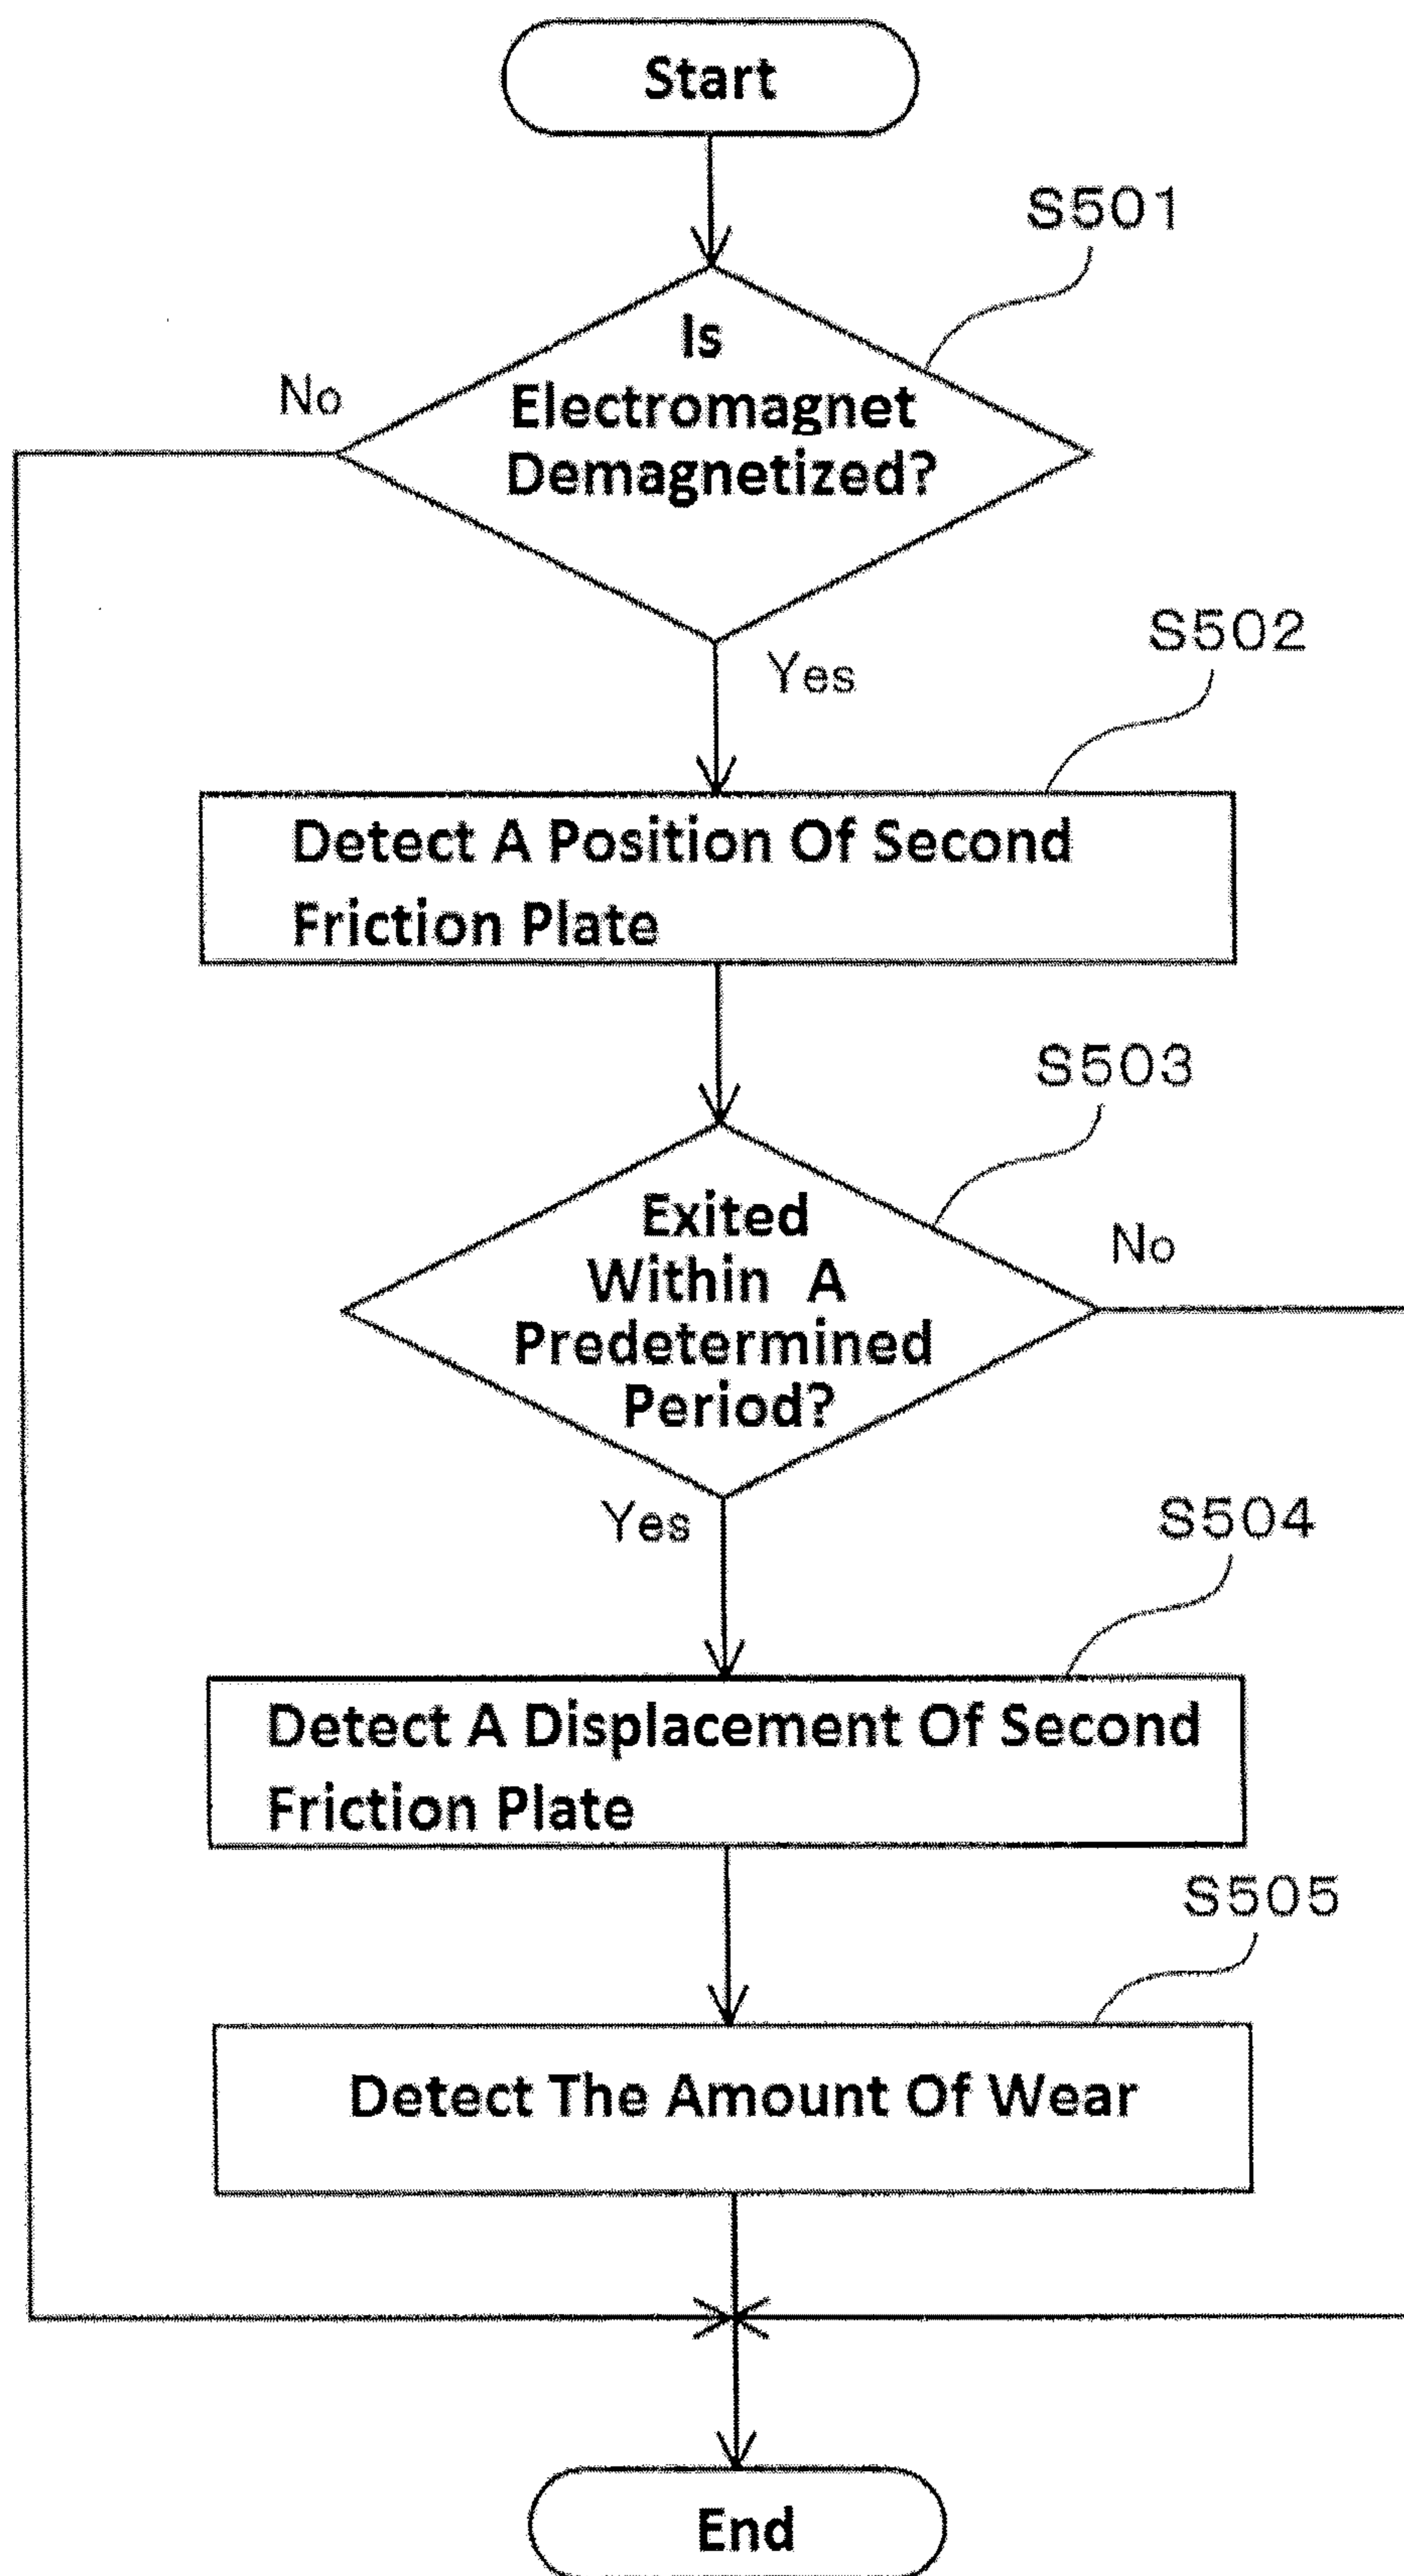 Start
S501
Is
Electromagnet
Demagnetized?
No
Yes
S502
Detect A Position Of Second
Friction Plate
S503
Exited
Within A
Predetermined
Period?
No
Yes
S504
Detect A Displacement Of Second
Friction Plate
S505
Detect The Amount Of Wear
End